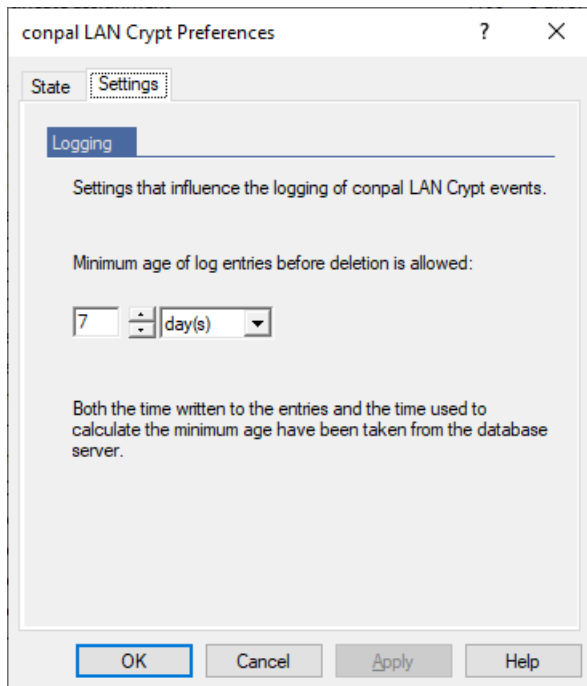 conpal LAN Crypt Preferences
?
State
Settings
Logging
Settings that influence the logging of conpal LAN Crypt events.
Minimum age of log entries before deletion is allowed:
7
day(s)
Both the time written to the entries and the time used to
calculate the minimum age have been taken from the database
server.
OK
Cancel
Apply
Help